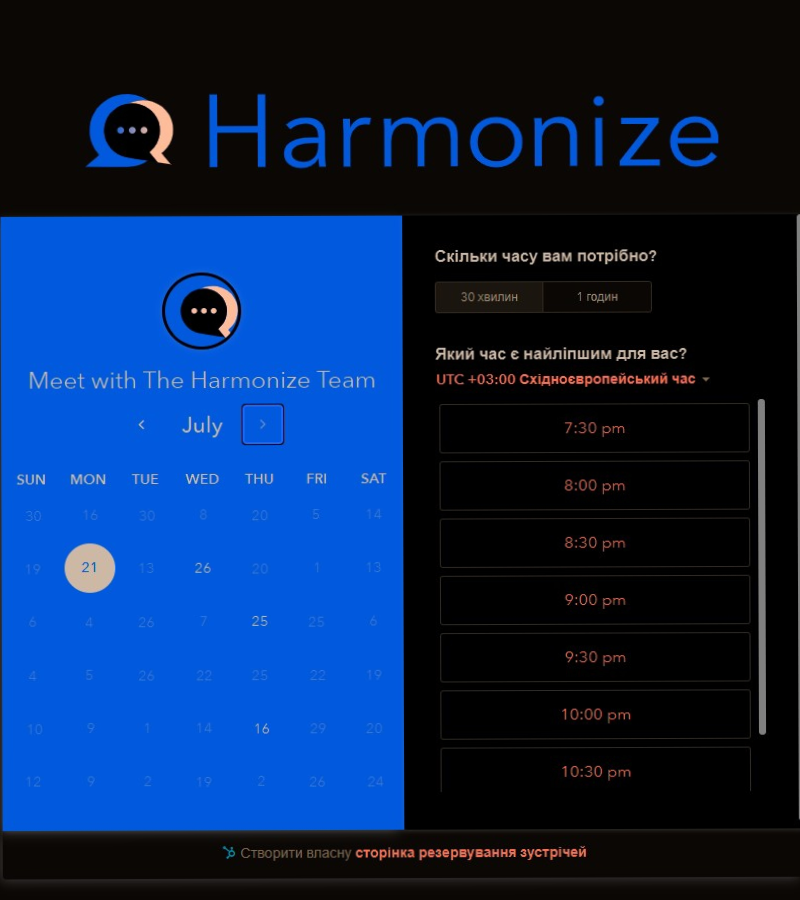 Harmonize
Meet with The Harmonize Team
July
SUN MON TUE WED THU FRI SAT
30 16 30 8 20 5 14
19 21 13 26 20 1 13
6 4 26 7 25 25 6
4 5 26 22 25 22 19
10 9 1 14 16 29 20
12 9 2 19 2 26 24
Скільки часу вам потрібно?
30 хвилин 1 годин
Який час є найліпшим для вас?
UTC +03:00 Східноєвропейський час
7:30 pm
8:00 pm
8:30 pm
9:00 pm
9:30 pm
10:00 pm
10:30 pm
Створити власну сторінка резервування зустрічей